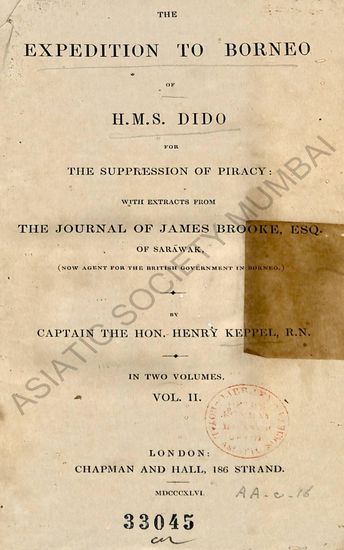 THE
EXPEDITION TO BORNEO
OF
H.M.S. DIDO
FOR
THE SUPPRESSION OF PIRACY:
WITH EXTRACTS FROM
THE JOURNAL OF JAMES BROOKE, ESQ.
OF SARĀWAK,
(NOW AGENT FOR THE BRITISH GOVERNMENT IN BORNEO.)
BY
CAPTAIN THE HON. HENRY KEPPEL, R.N.
IN TWO VOLUMES.
VOL. II.
LONDON:
CHAPMAN AND HALL, 186 STRAND.
MDCCCXLVI.
AA-c-16
33045
ASIATIC SOCIETY MUMBAI